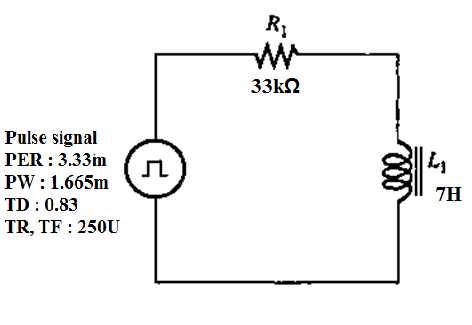 R₁
33kΩ
Pulse signal
PER : 3.33m
PW : 1.665m
TD : 0.83
TR, TF : 250U
L₁
7H